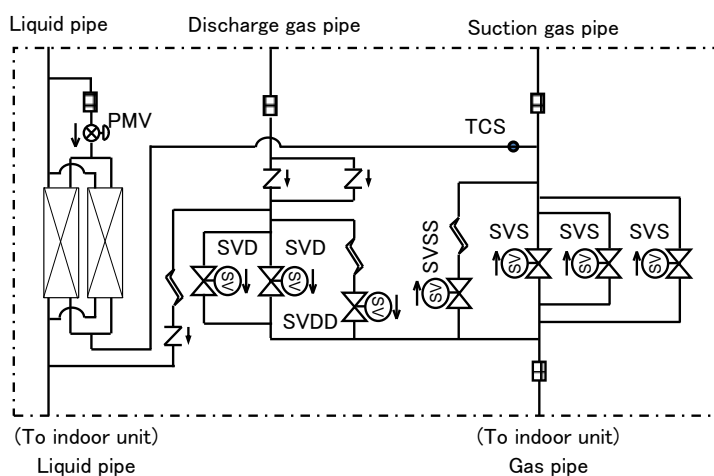 Liquid pipe
Discharge gas pipe
Suction gas pipe
PMV
TCS
SVD
SVD
SVSS
SVS
SVS
SVS
SV
SV
SV
SV
SV
SV
SV
SVDD
(To indoor unit)
Liquid pipe
(To indoor unit)
Gas pipe